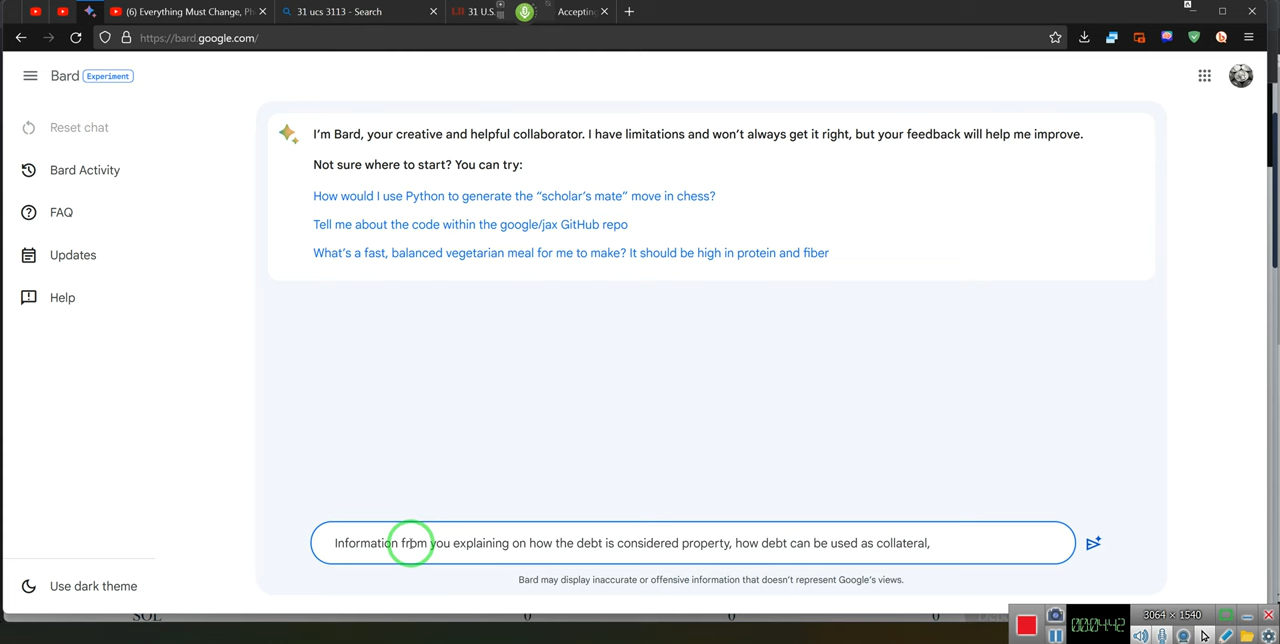 (6) Everything Must Change, Ph
31 ucs 3113 - Search
31 U.S.
Accepting
https://bard.google.com/
Bard Experiment
Reset chat
Bard Activity
FAQ
Updates
Help
I'm Bard, your creative and helpful collaborator. I have limitations and won't always get it right, but your feedback will help me improve.
Not sure where to start? You can try:
How would I use Python to generate the "scholar's mate" move in chess?
Tell me about the code within the google/jax GitHub repo
What's a fast, balanced vegetarian meal for me to make? It should be high in protein and fiber
Information from you explaining on how the debt is considered property, how debt can be used as collateral,
Bard may display inaccurate or offensive information that doesn't represent Google's views.
Use dark theme
SOL 0 0 0
3064 × 1540